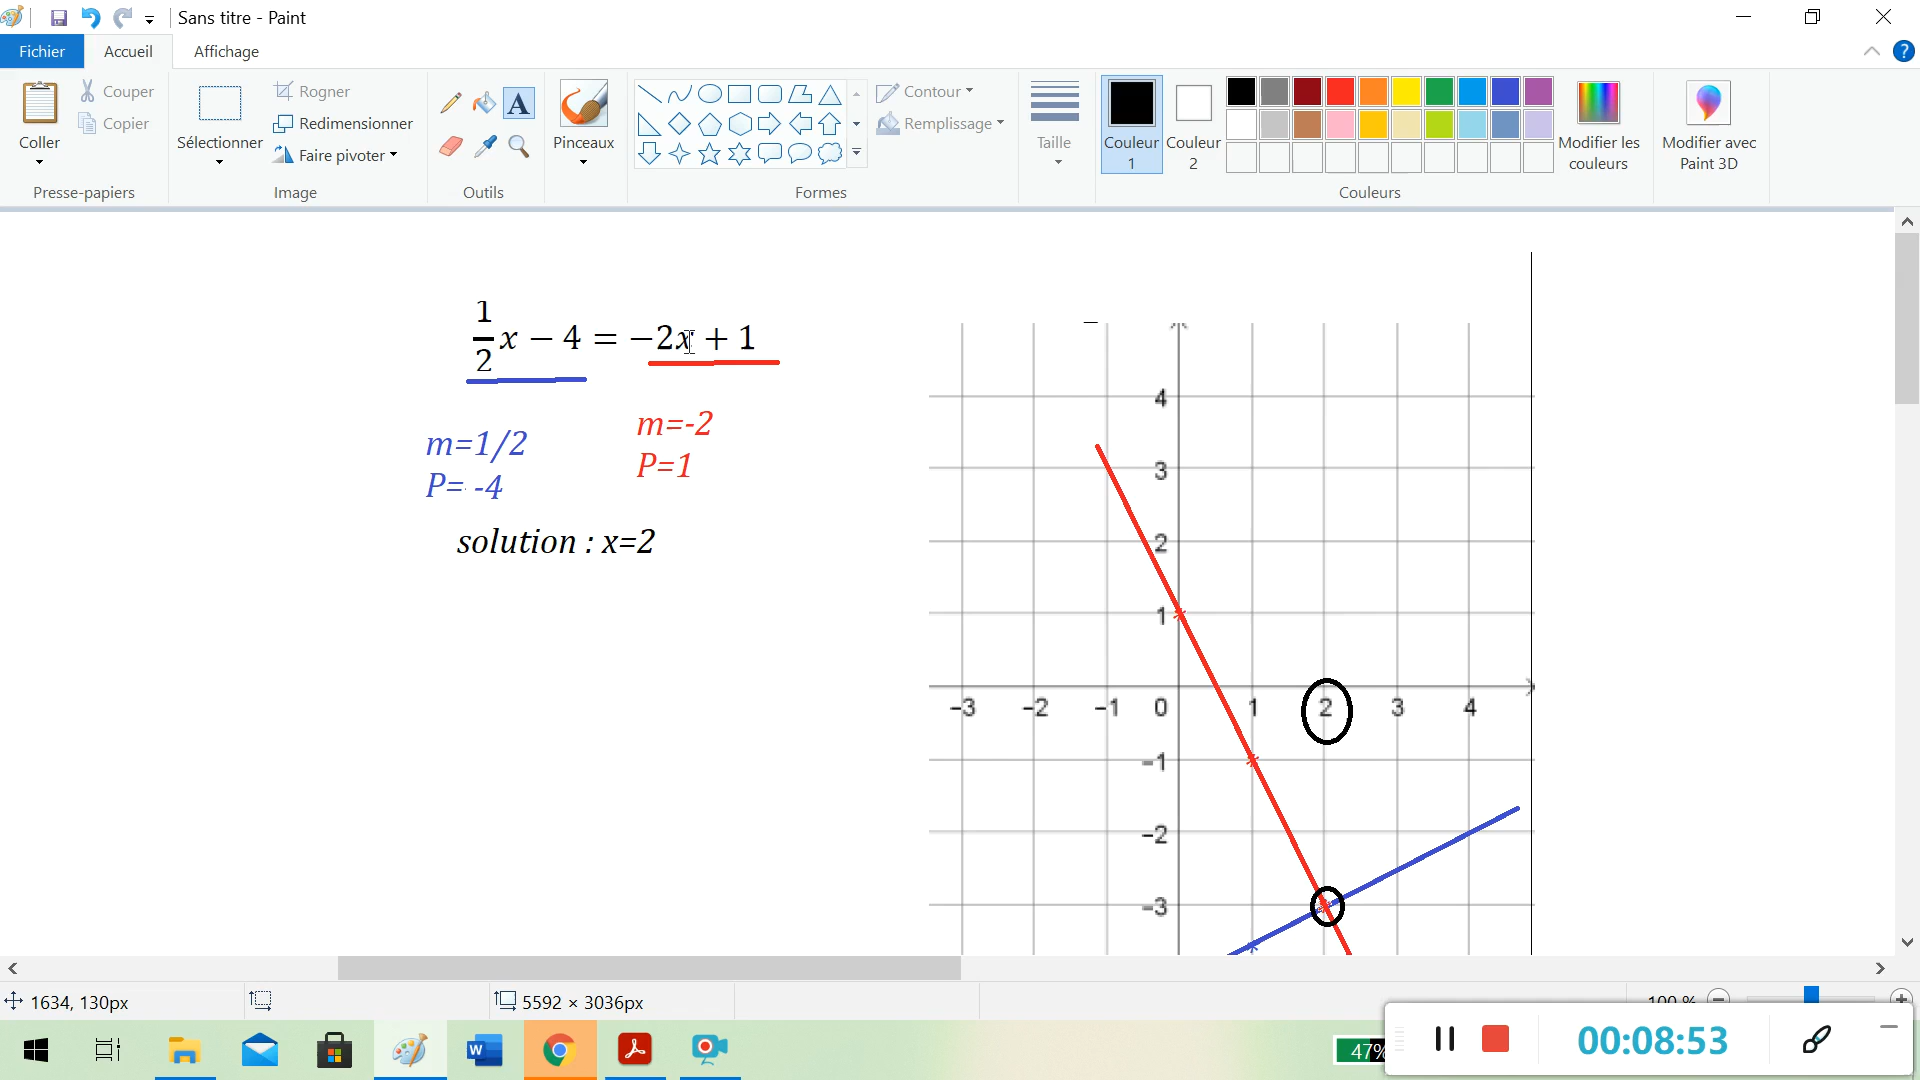 Sans titre - Paint
Fichier
Accueil
Affichage
Coller
Couper
Copier
Presse-papiers
Sélectionner
Rogner
Redimensionner
Faire pivoter
Image
A
Outils
Pinceaux
Formes
Contour
Remplissage
Taille
Couleur
1
Couleur
2
Couleurs
Modifier les
couleurs
Modifier avec
Paint 3D
1
2
x − 4 = −2x + 1
m=1/2
P= -4
m=-2
P=1
solution : x=2
4
3
2
1
-3 -2 -1 0 1 2 3 4
-1
-2
-3
1634, 130px
5592 × 3036px
100 %
47%
00:08:53